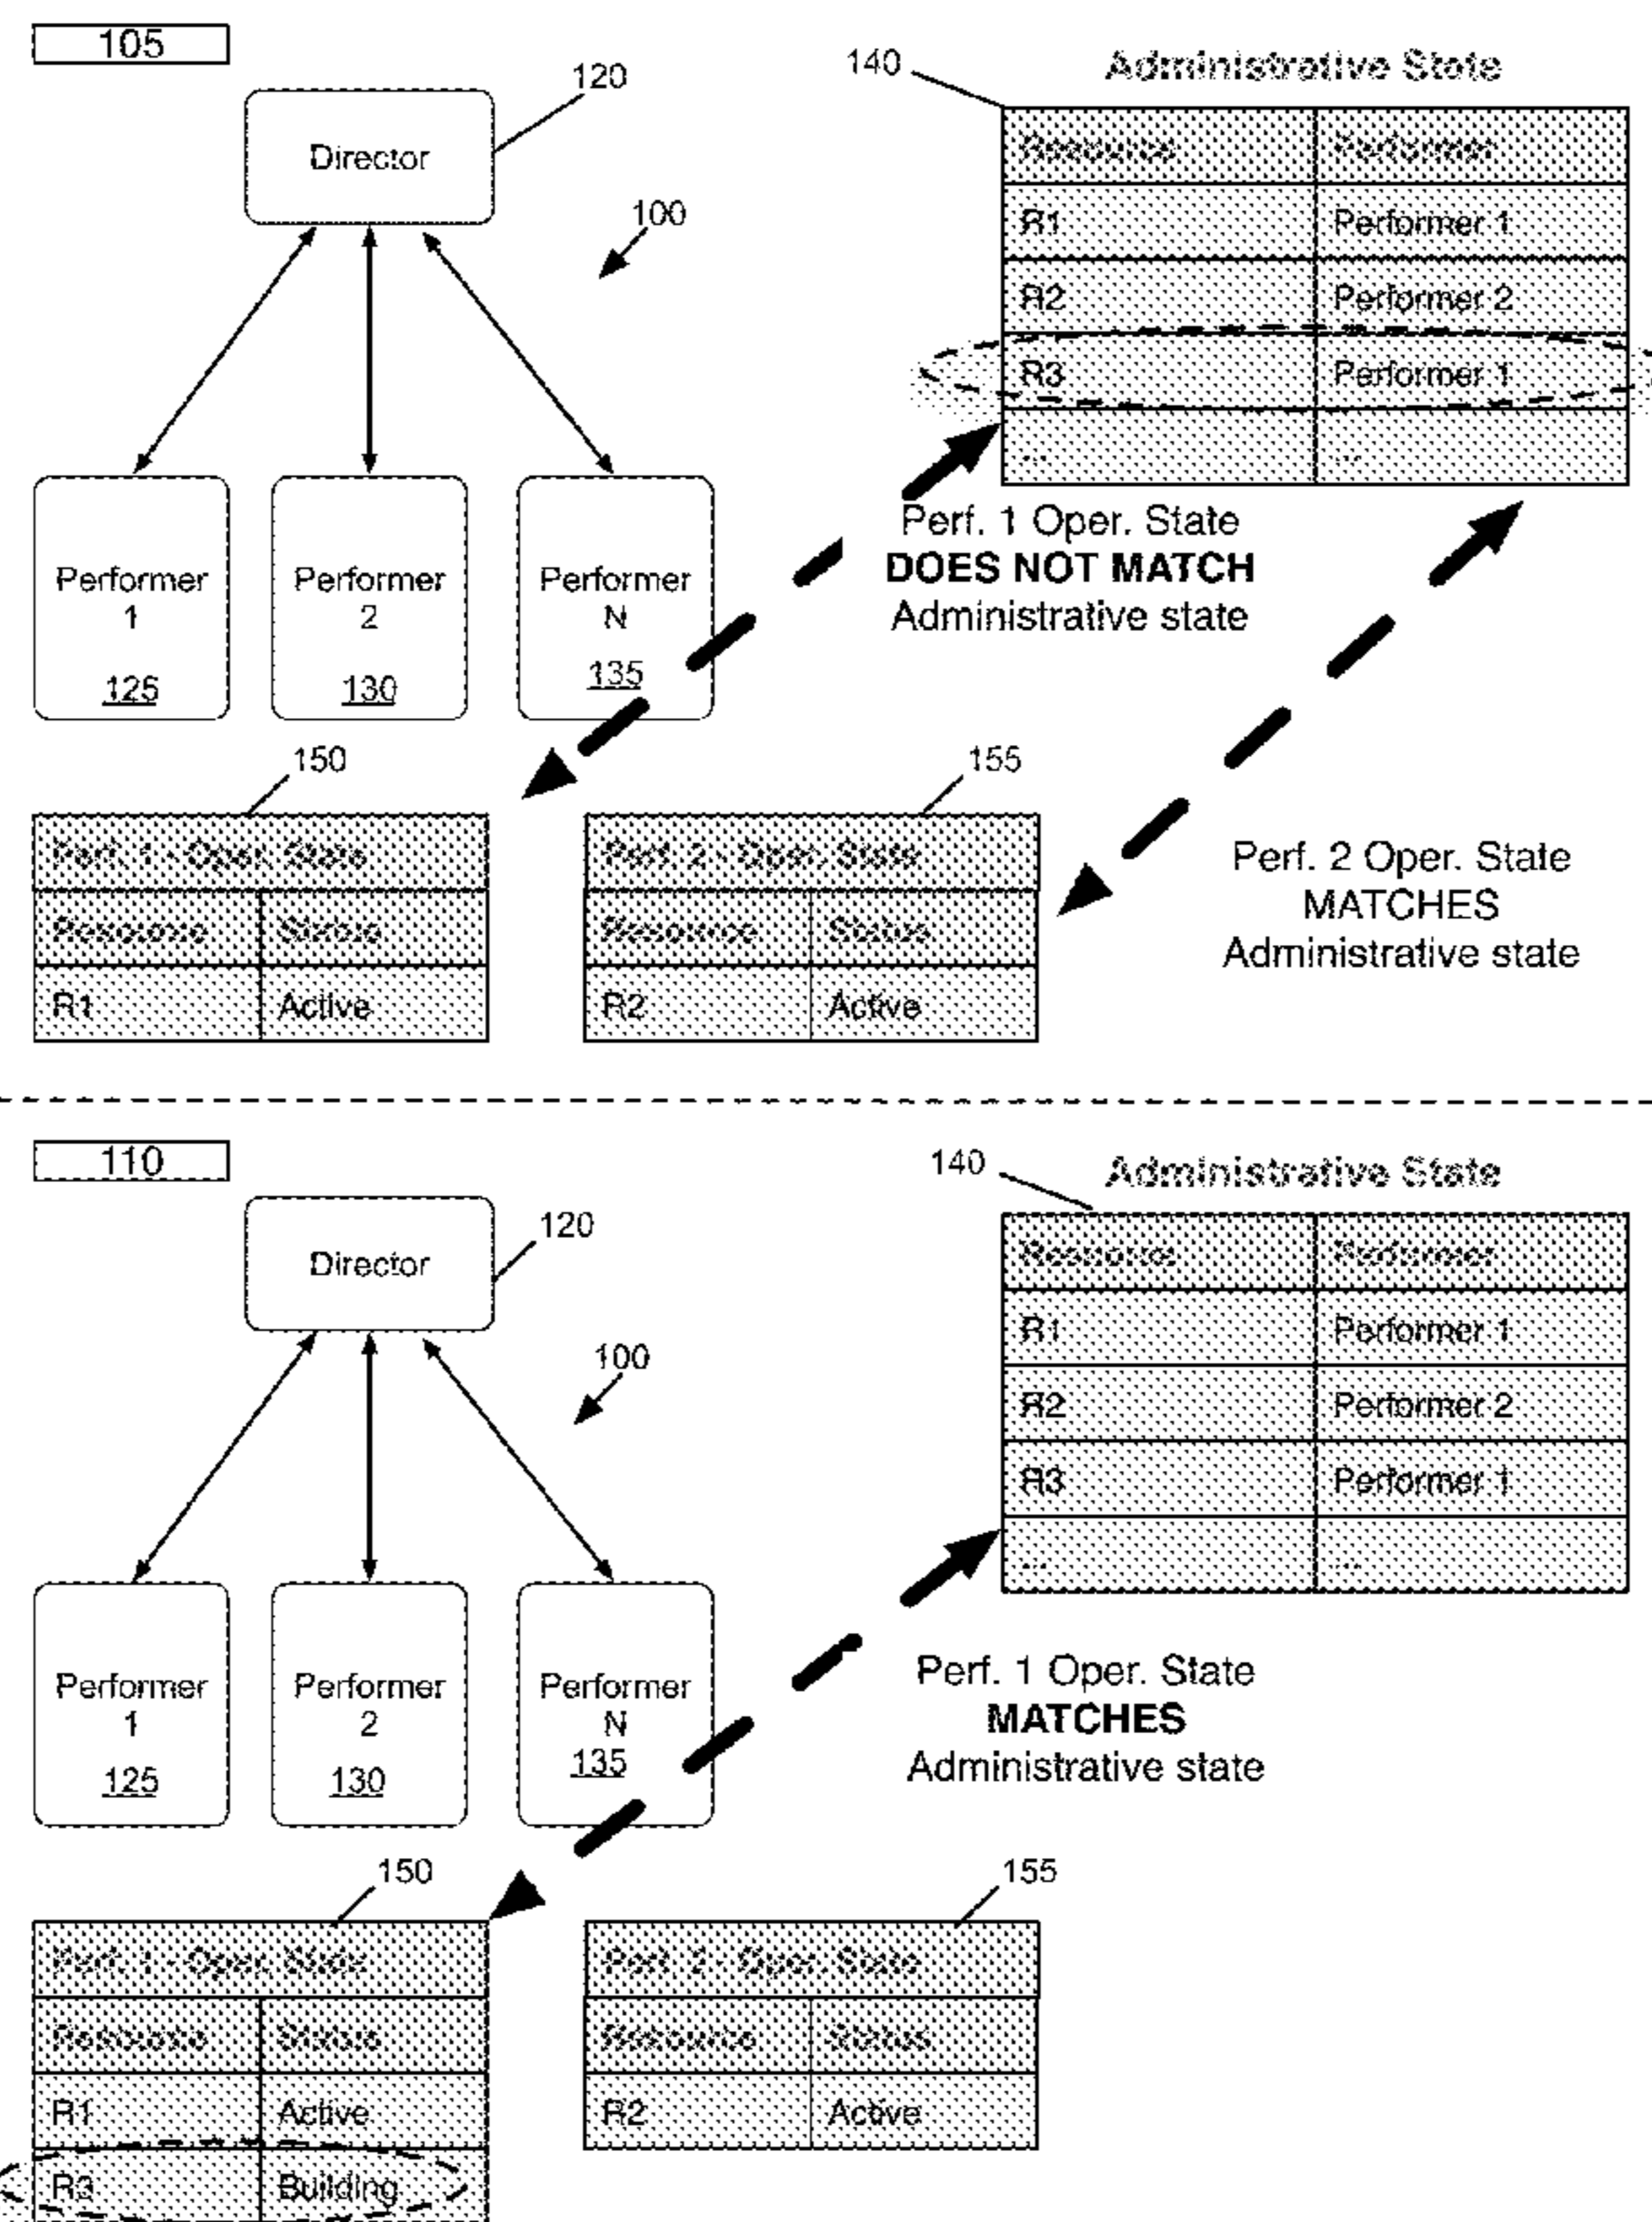 105
120
140
Administrative State
Director
Resource
Performer
100
R1
Performer 1
R2
Performer 2
R3
Performer 1
...
...
Performer
1
125
Performer
2
130
Performer
N
135
Perf. 1 Oper. State
DOES NOT MATCH
Administrative state
150
155
Perf. 1 - Oper. State
Resource
Status
R1
Active
Perf. 2 - Oper. State
Resource
Status
R2
Active
Perf. 2 Oper. State
MATCHES
Administrative state
110
120
140
Administrative State
Director
Resource
Performer
100
R1
Performer 1
R2
Performer 2
R3
Performer 1
...
...
Performer
1
125
Performer
2
130
Performer
N
135
Perf. 1 Oper. State
MATCHES
Administrative state
150
155
Perf. 1 - Oper. State
Resource
Status
R1
Active
R3
Building
Perf. 2 - Oper. State
Resource
Status
R2
Active